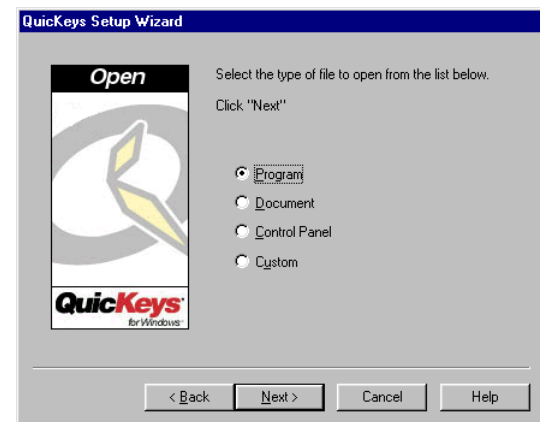 QuicKeys Setup Wizard
Open
Select the type of file to open from the list below.
Click "Next"
Program
Document
Control Panel
Custom
QuicKeys
for Windows
< Back
Next >
Cancel
Help